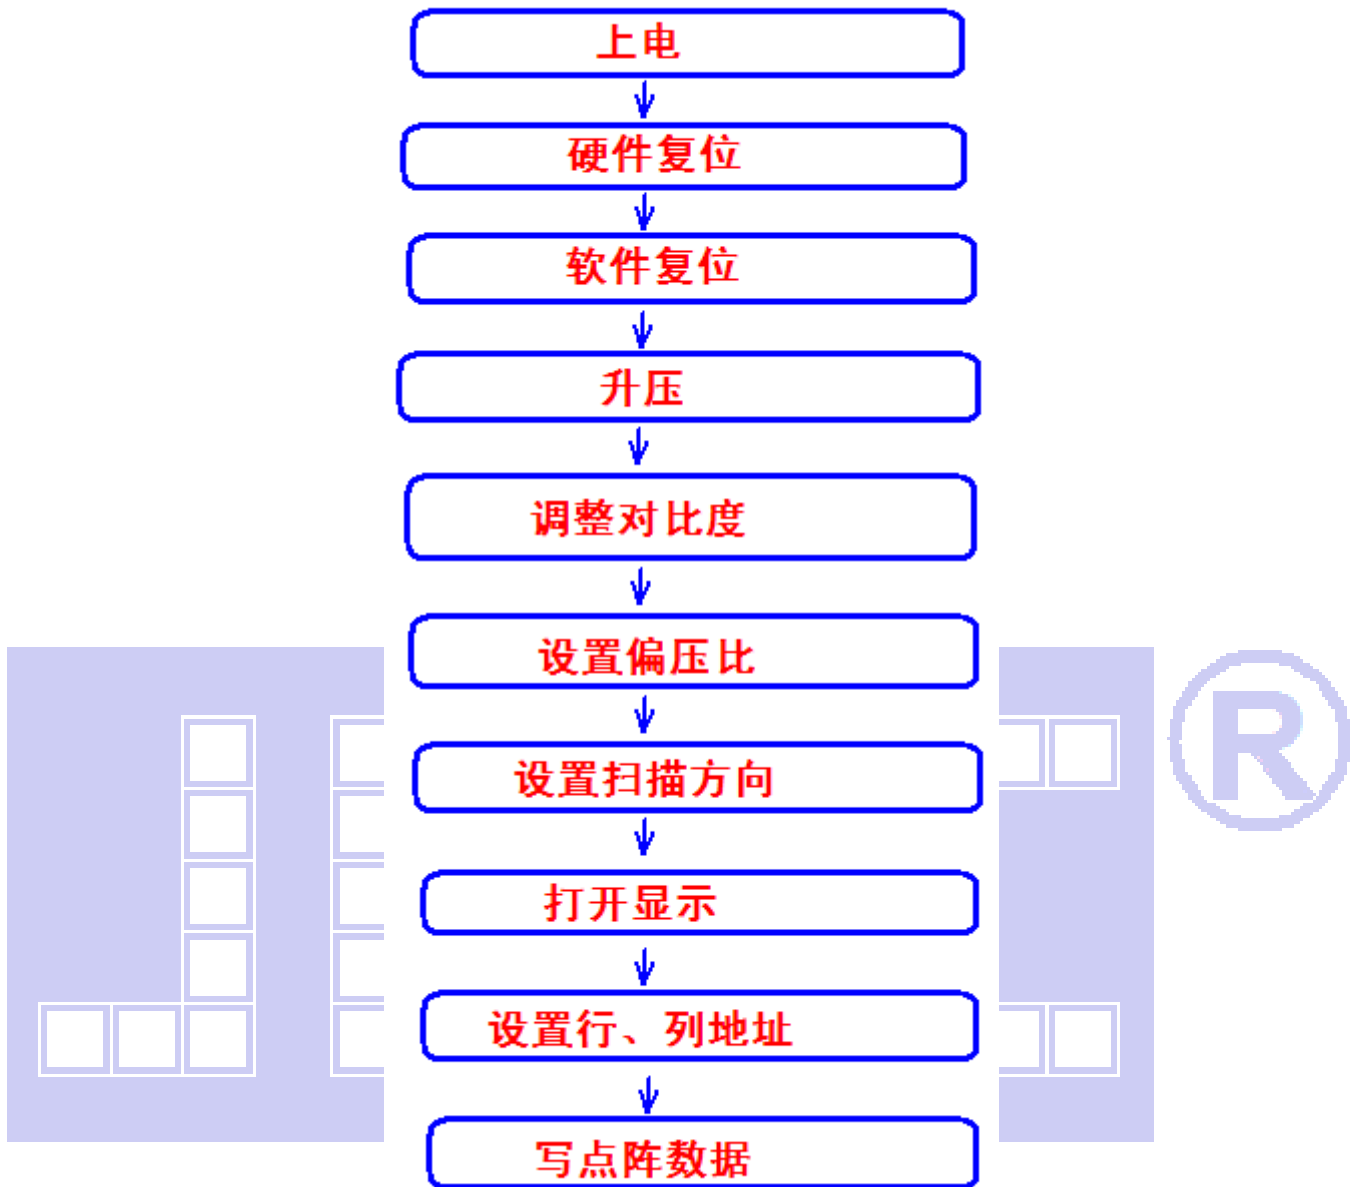 上电
硬件复位
软件复位
升压
调整对比度
设置偏压比
设置扫描方向
打开显示
设置行、列地址
写点阵数据
®